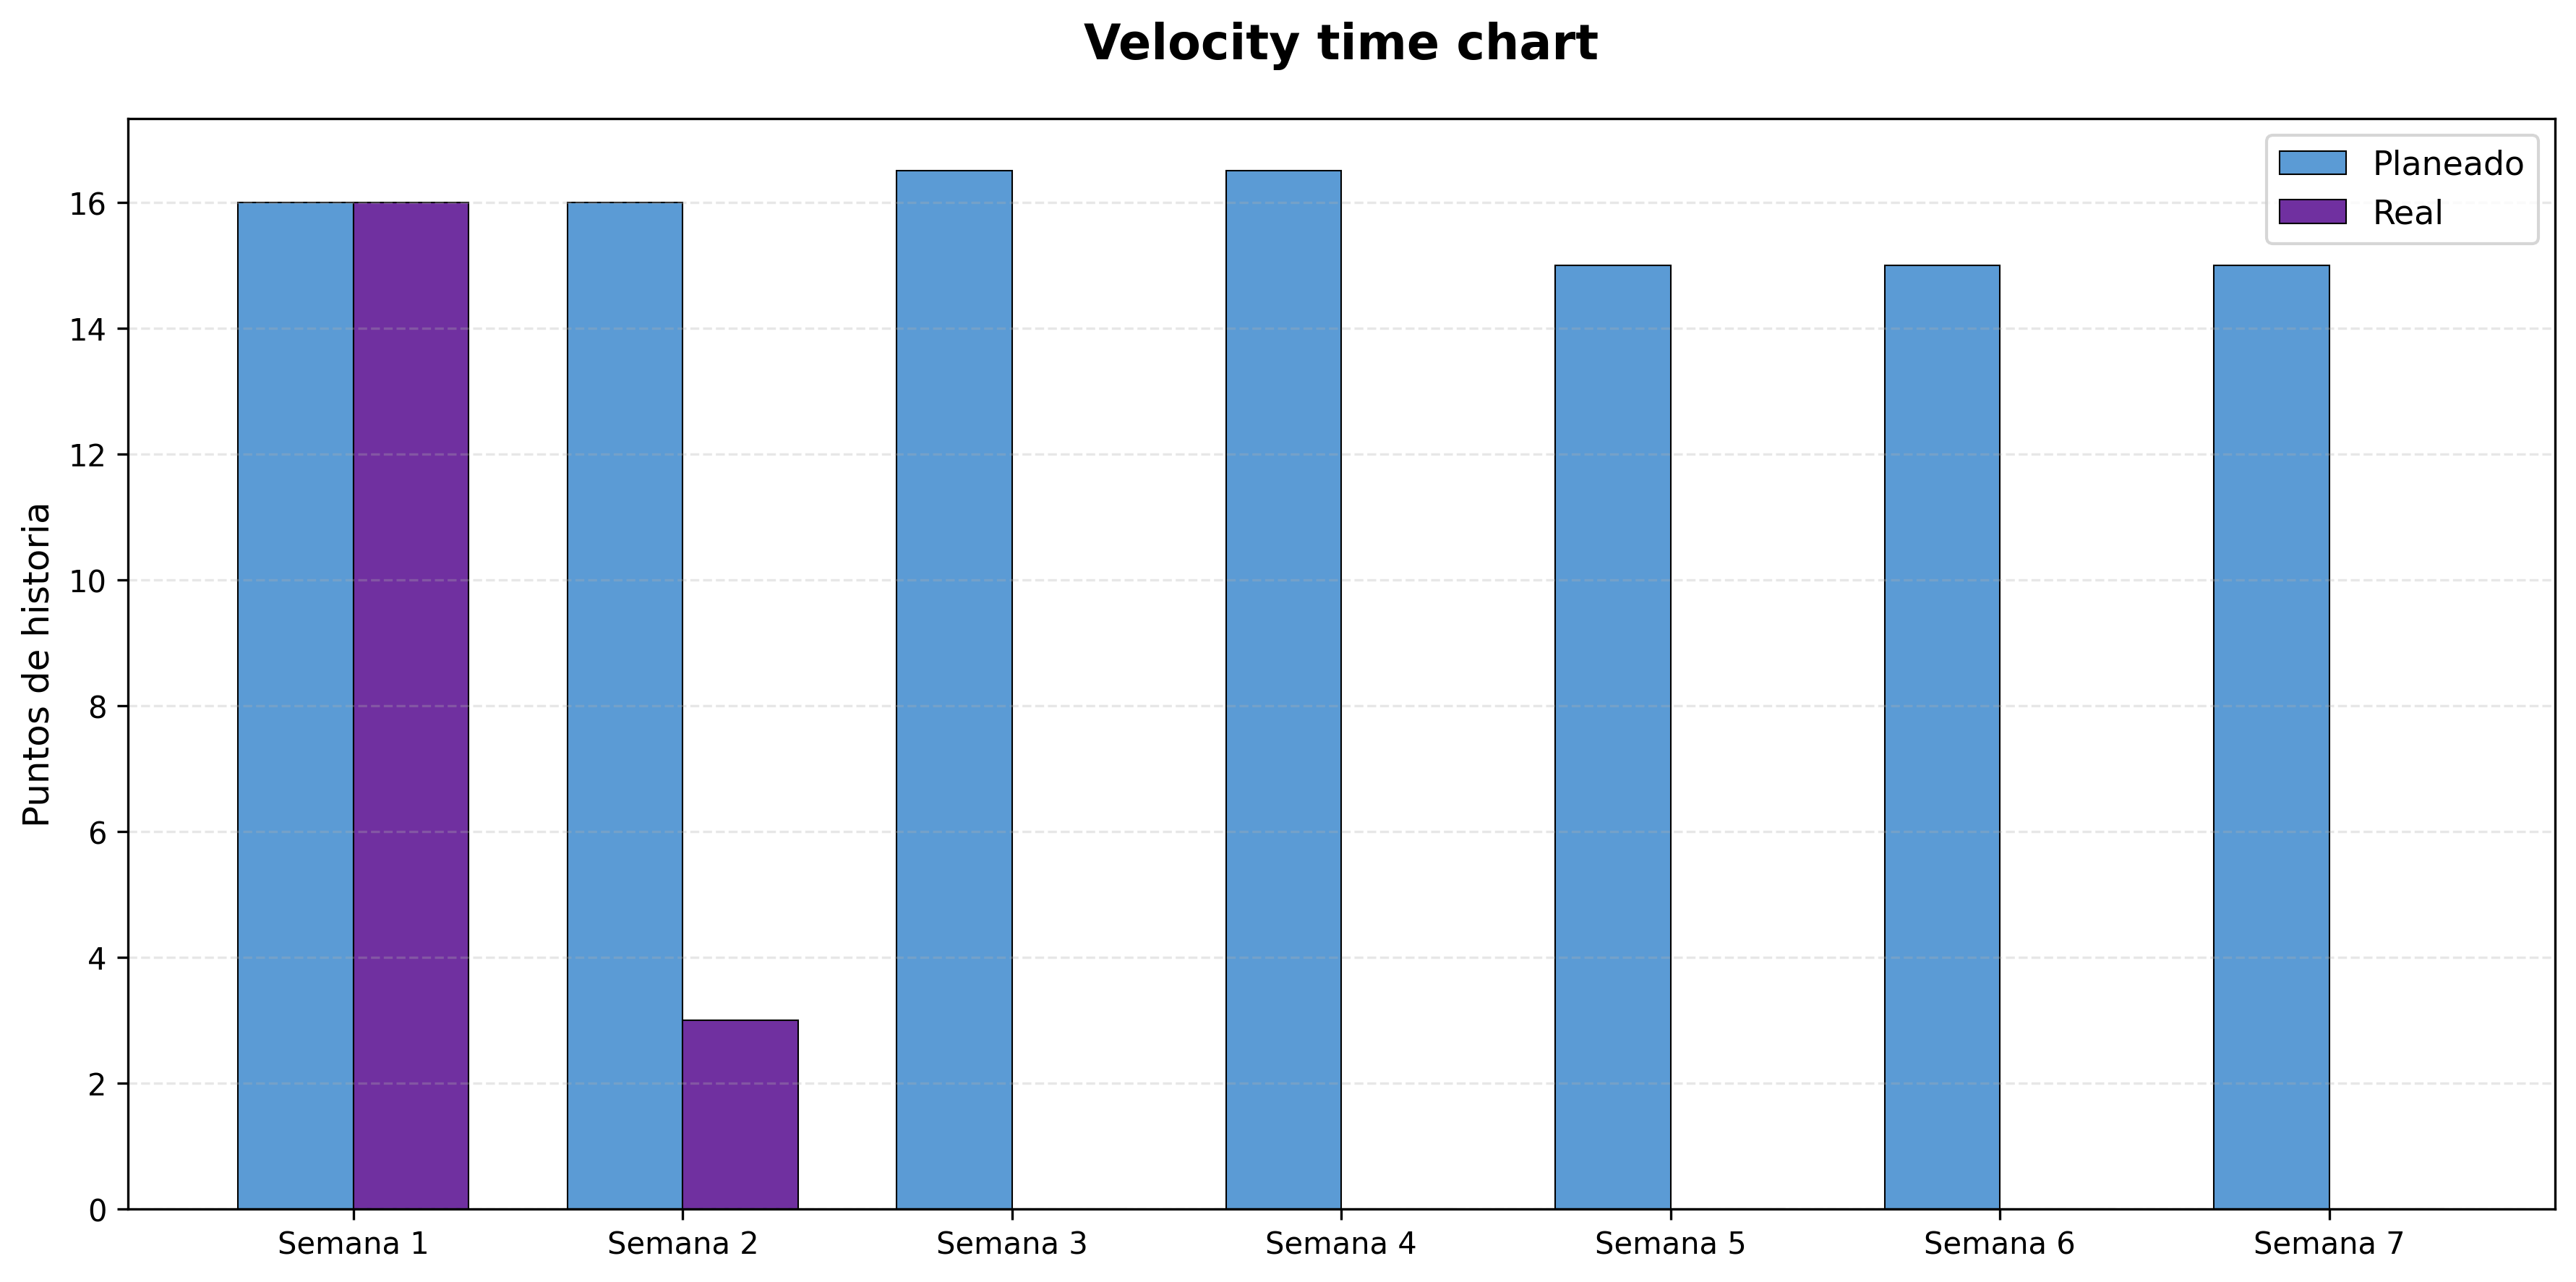 Velocity time chart
Planeado
Real
Puntos de historia
16
14
12
10
8
6
4
2
0
Semana 1
Semana 2
Semana 3
Semana 4
Semana 5
Semana 6
Semana 7